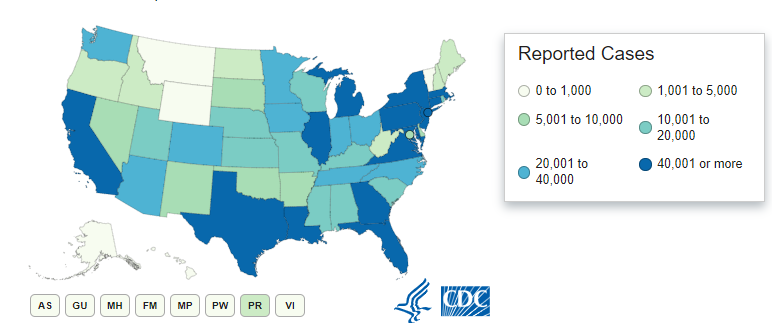 Reported Cases
0 to 1,000
1,001 to 5,000
5,001 to 10,000
10,001 to
20,000
20,001 to
40,000
40,001 or more
AS
GU
MH
FM
MP
PW
PR
VI
CDC